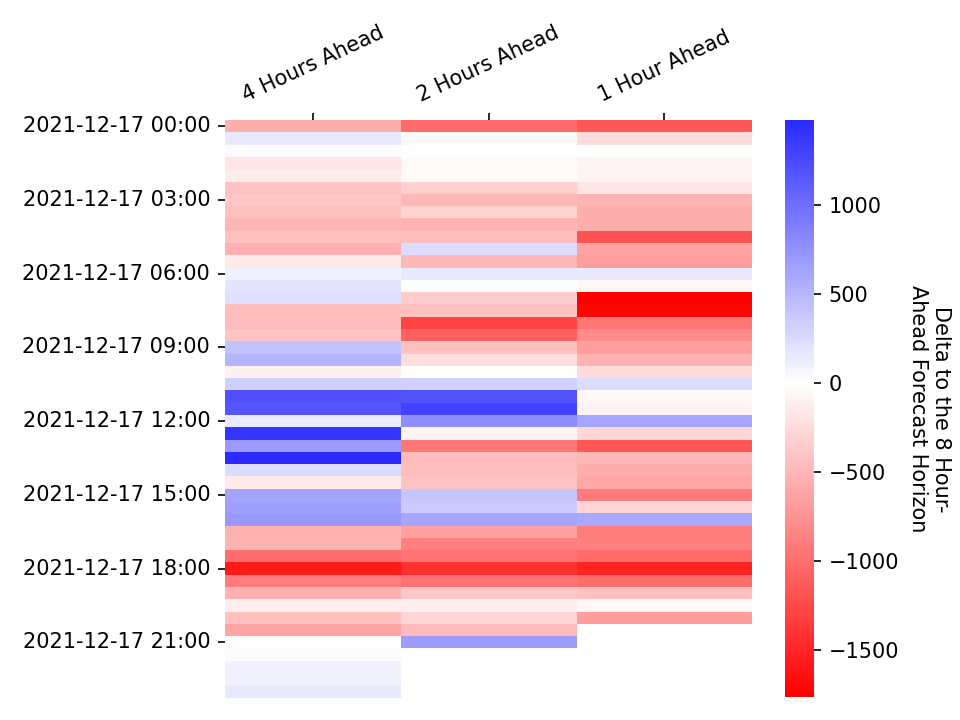 4 Hours Ahead
2 Hours Ahead
1 Hour Ahead
2021-12-17 00:00
2021-12-17 03:00
2021-12-17 06:00
2021-12-17 09:00
2021-12-17 12:00
2021-12-17 15:00
2021-12-17 18:00
2021-12-17 21:00
1000
500
0
−500
−1000
−1500
Delta to the 8 Hour-
Ahead Forecast Horizon